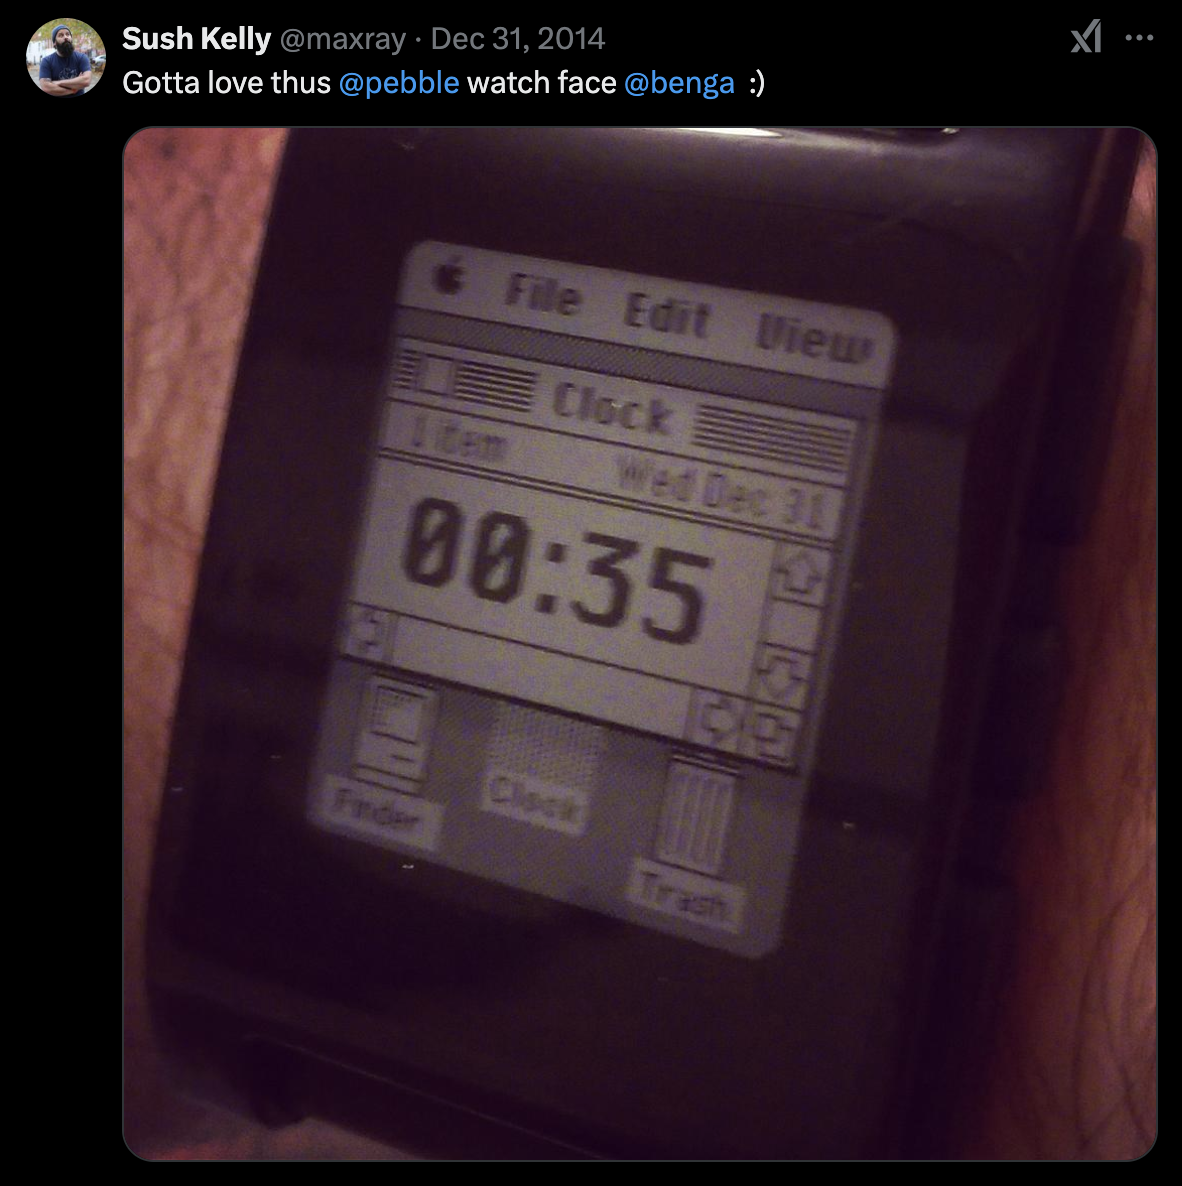 Sush Kelly @maxray · Dec 31, 2014
Gotta love thus @pebble watch face @benga :)
File Edit View
Clock
1 item Wed Dec 31
00:35
Finder Clock Trash